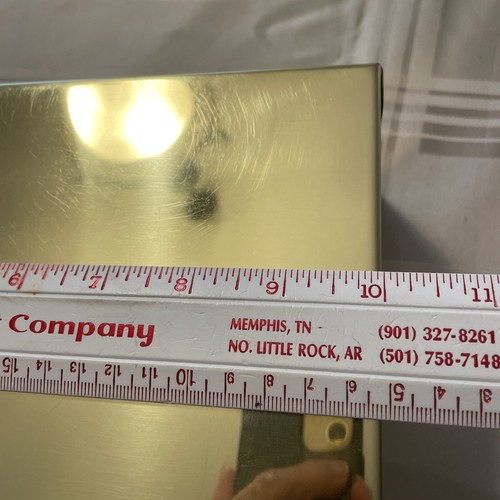 6 7 8 9 10 11
Company
MEMPHIS, TN
NO. LITTLE ROCK, AR
(901) 327-8261
(501) 758-7148
15 14 13 12 11 10 9 8 7 6 5 4 3